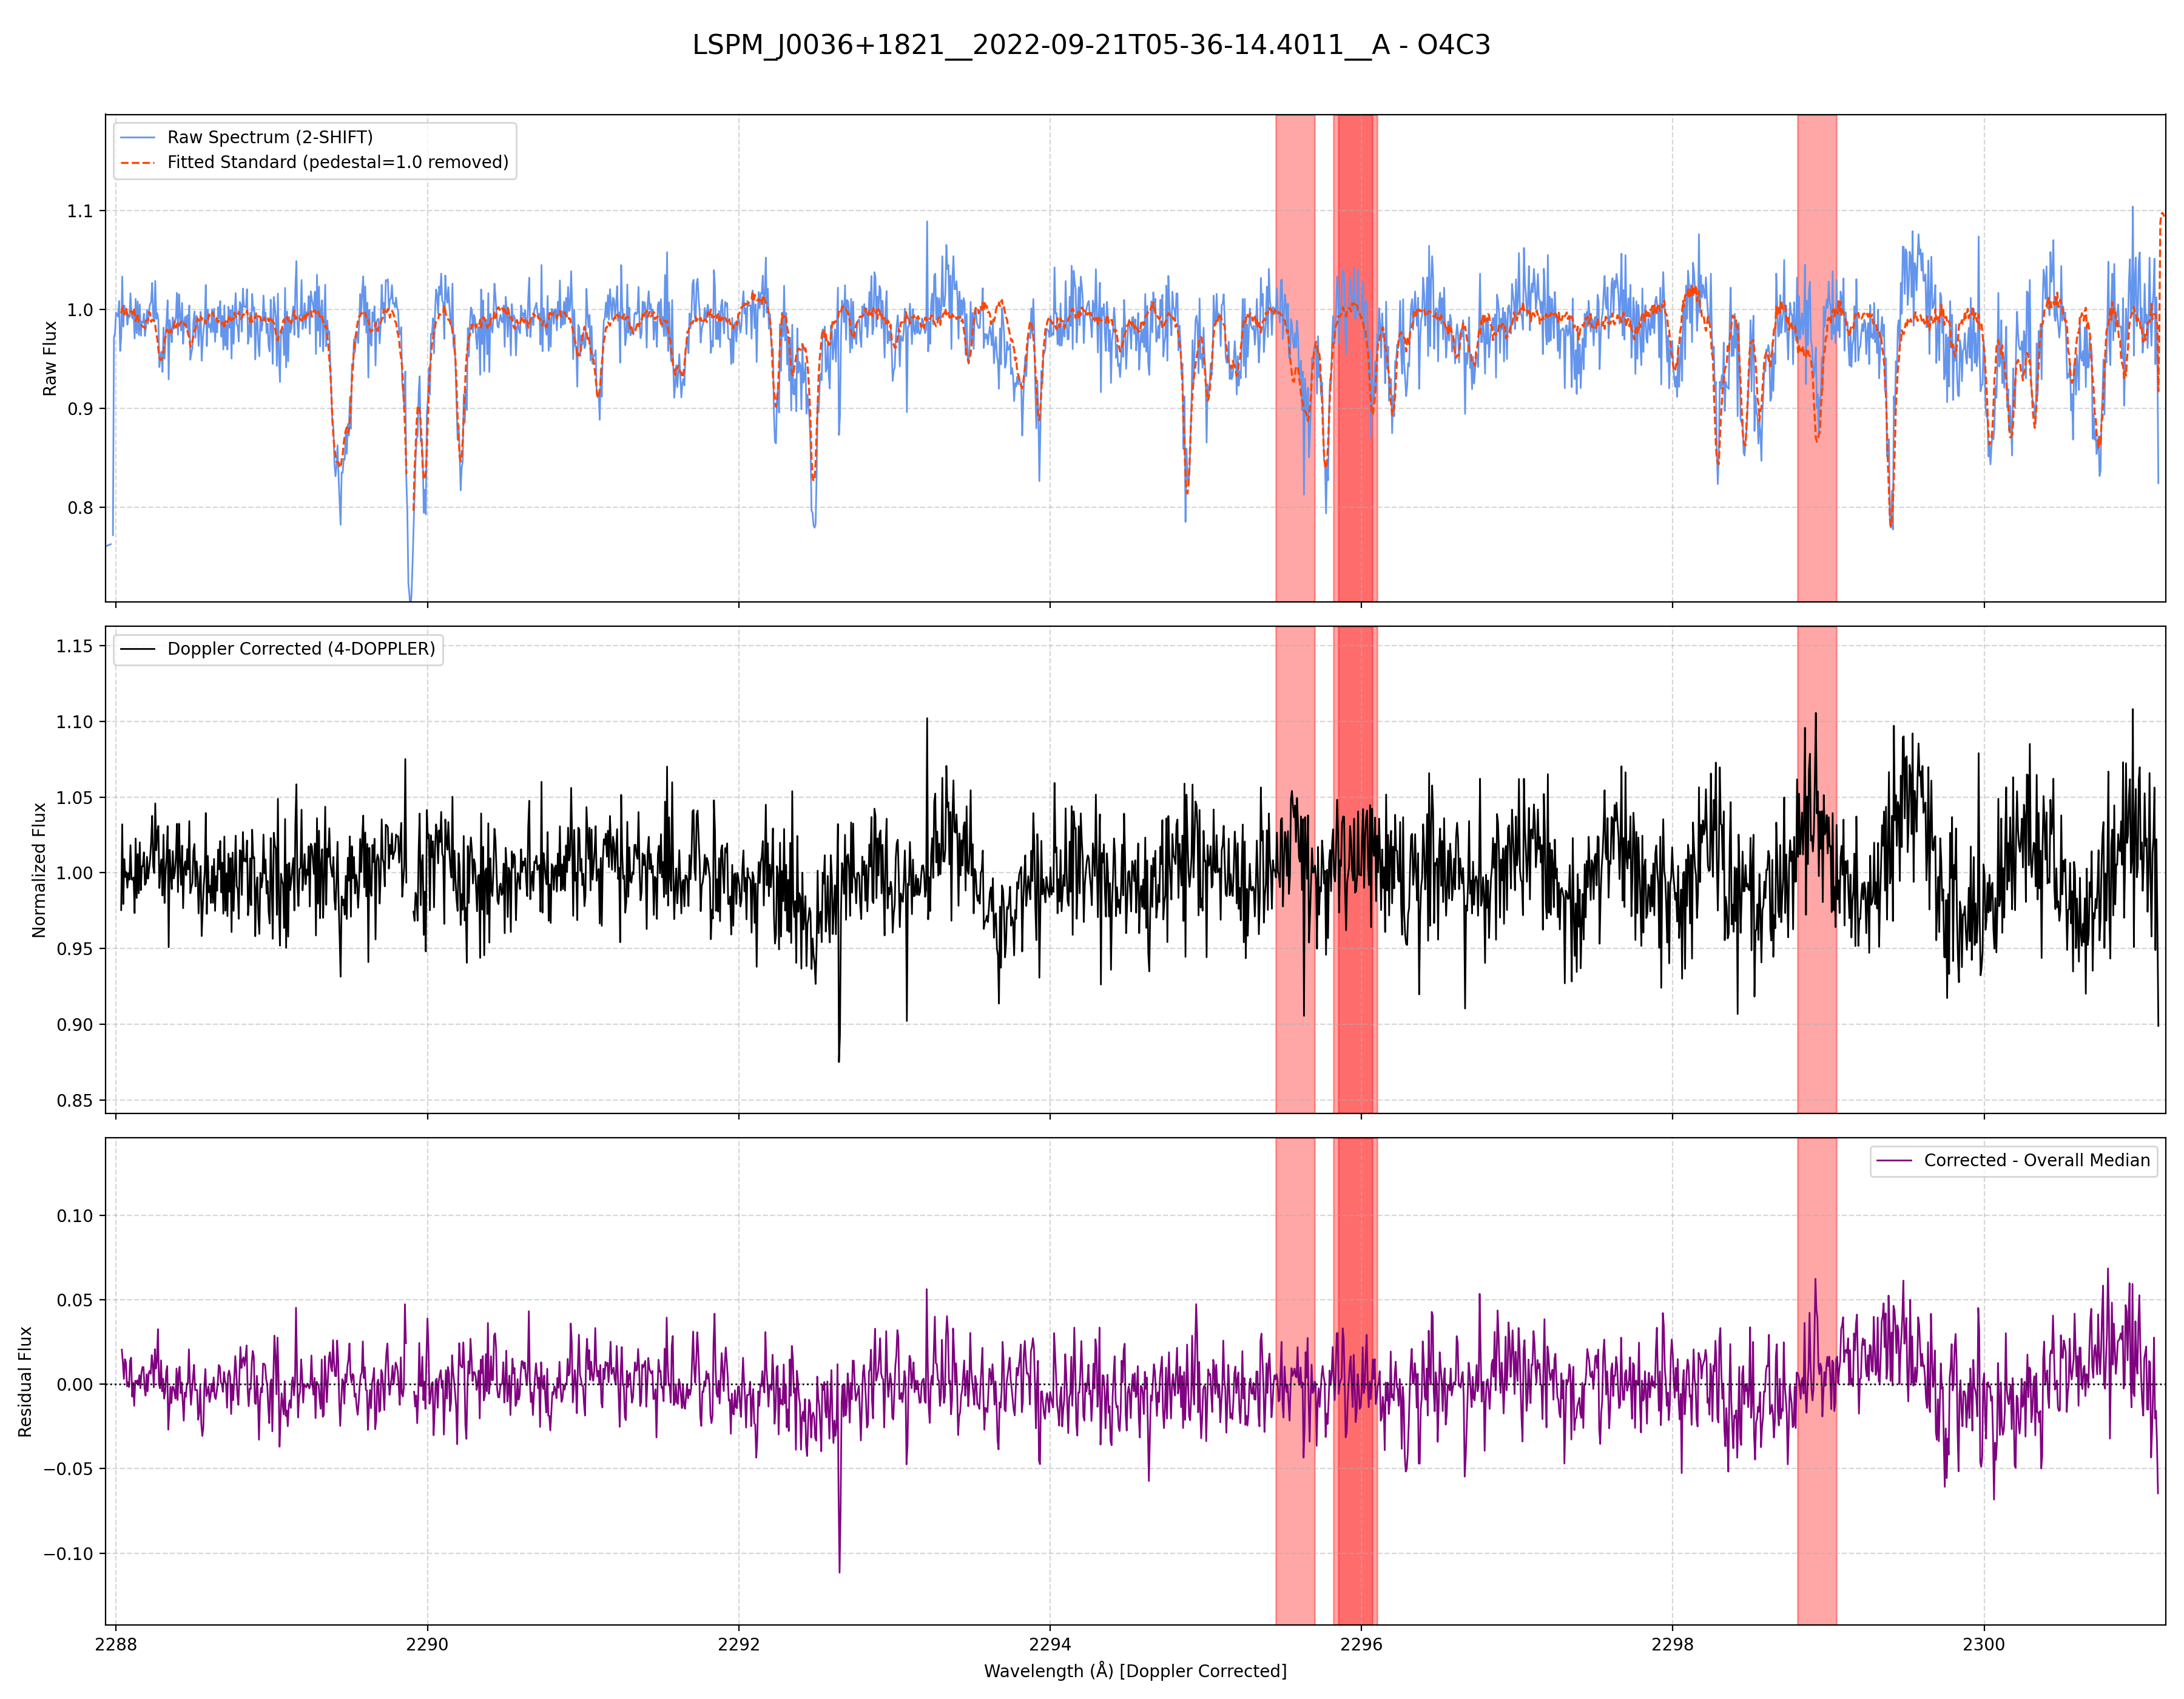 LSPM_J0036+1821__2022-09-21T05-36-14.4011__A - O4C3
Raw Spectrum (2-SHIFT)
Fitted Standard (pedestal=1.0 removed)
Raw Flux
1.1
1.0
0.9
0.8
Doppler Corrected (4-DOPPLER)
Normalized Flux
1.15
1.10
1.05
1.00
0.95
0.90
0.85
Corrected - Overall Median
Residual Flux
0.10
0.05
0.00
−0.05
−0.10
2288 2290 2292 2294 2296 2298 2300
Wavelength (Å) [Doppler Corrected]